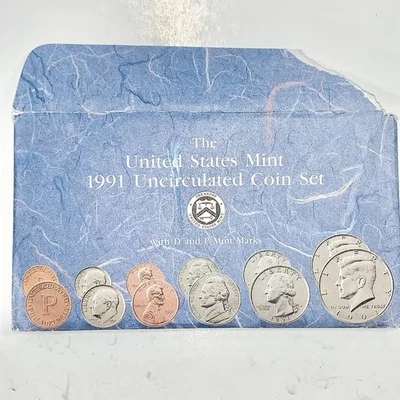 The
United States Mint
1991 Uncirculated Coin Set
with D and P Mint Marks
P